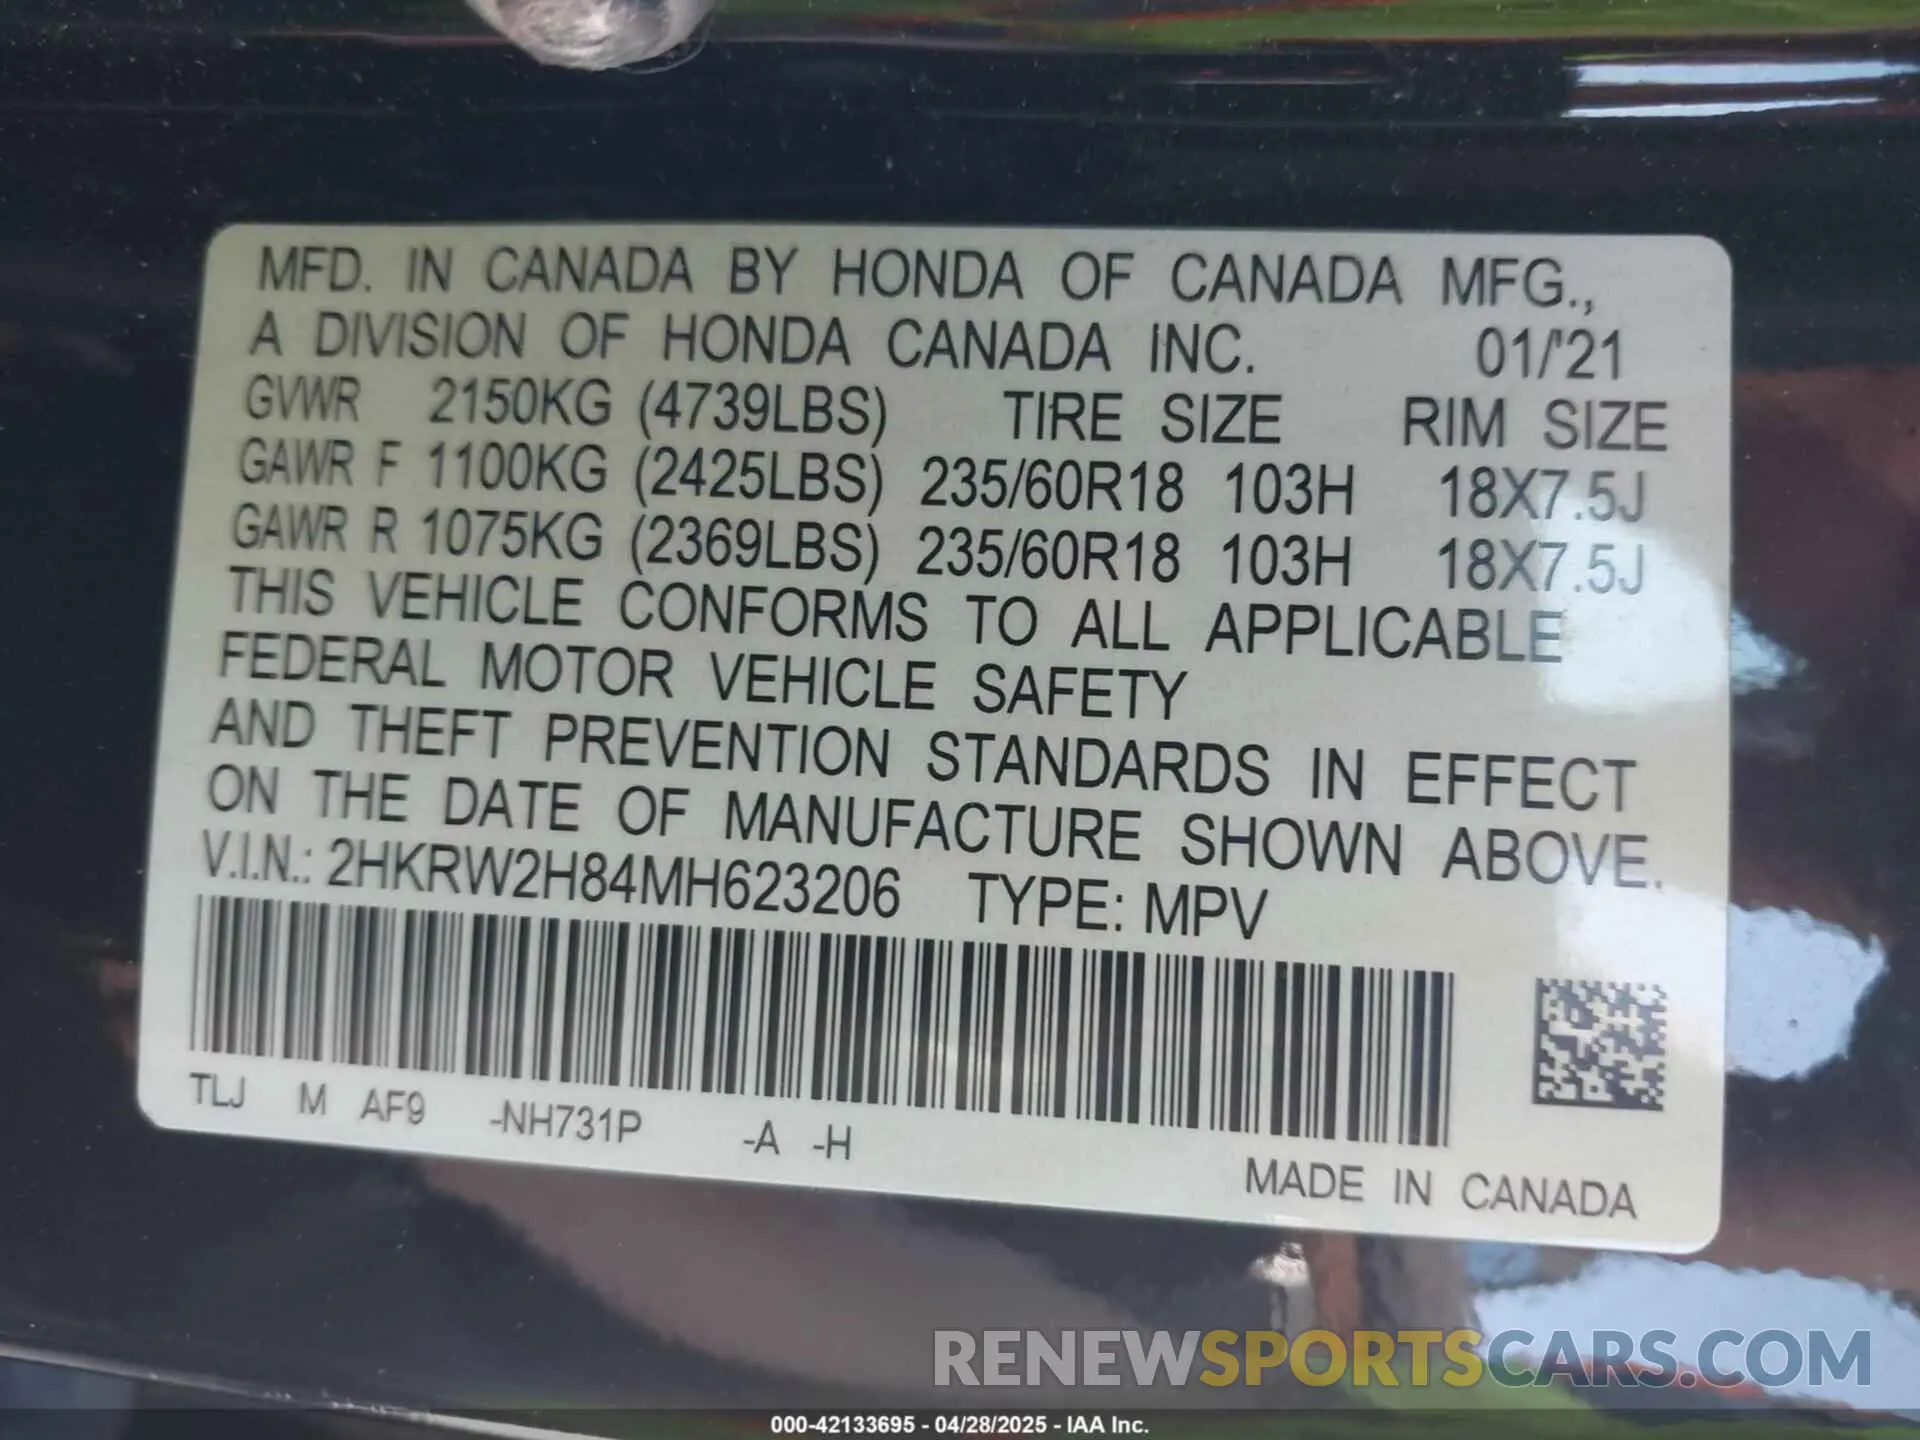 MFD. IN CANADA BY HONDA OF CANADA MFG.,
A DIVISION OF HONDA CANADA INC. 01/'21
GVWR 2150KG (4739LBS) TIRE SIZE RIM SIZE
GAWR F 1100KG (2425LBS) 235/60R18 103H 18X7.5J
GAWR R 1075KG (2369LBS) 235/60R18 103H 18X7.5J
THIS VEHICLE CONFORMS TO ALL APPLICABLE
FEDERAL MOTOR VEHICLE SAFETY
AND THEFT PREVENTION STANDARDS IN EFFECT
ON THE DATE OF MANUFACTURE SHOWN ABOVE.
V.I.N.: 2HKRW2H84MH623206 TYPE: MPV
TLJ M AF9 -NH731P -A -H
MADE IN CANADA
RENEWSPORTSCARS.COM
000-42133695 - 04/28/2025 - IAA Inc.